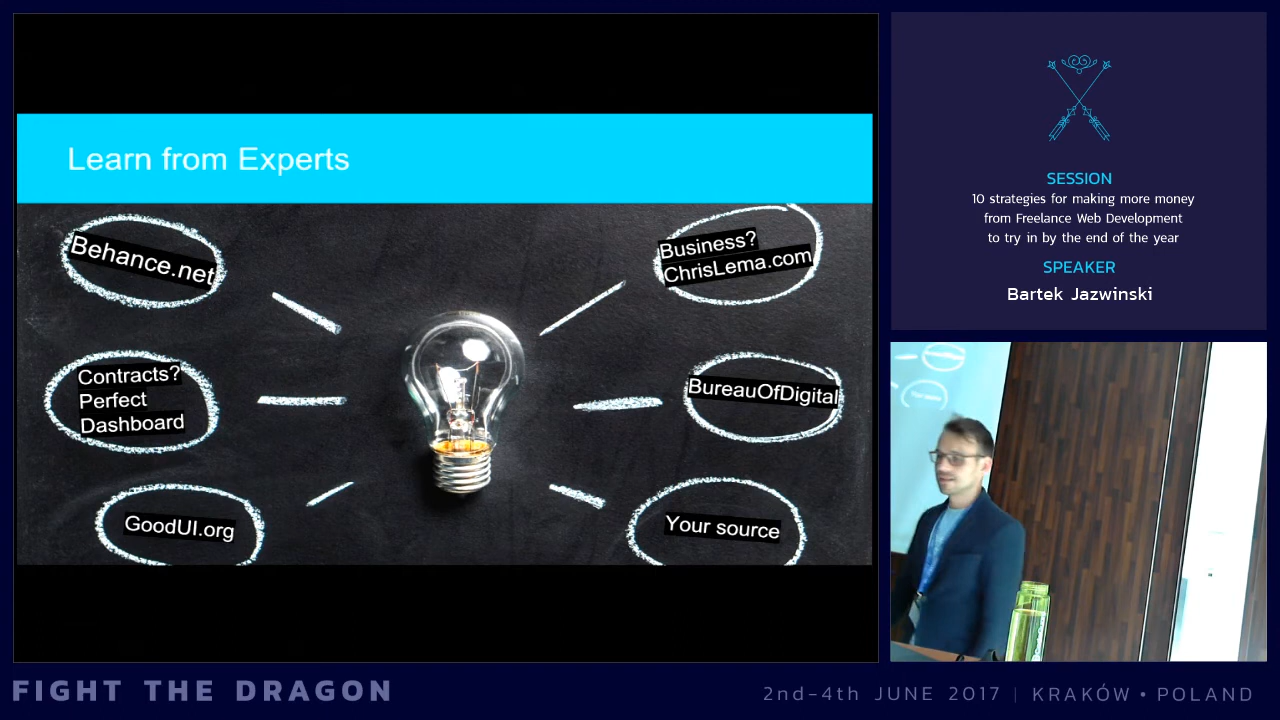 Learn from Experts
Behance.net
Business?
ChrisLema.com
Contracts?
Perfect
Dashboard
BureauOfDigital
GoodUI.org
Your source
SESSION
10 strategies for making more money
from Freelance Web Development
to try in by the end of the year
SPEAKER
Bartek Jazwinski
FIGHT THE DRAGON
2nd-4th JUNE 2017 | KRAKÓW • POLAND